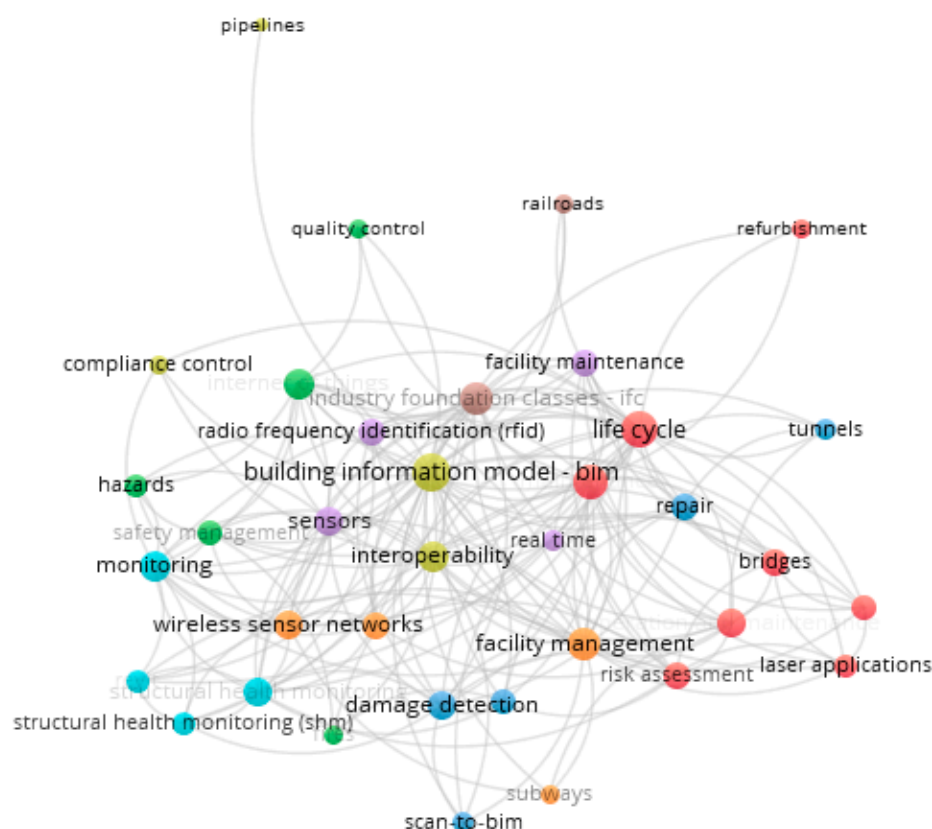 pipelines
railroads
quality control
refurbishment
compliance control
facility maintenance
internet of things
industry foundation classes - ifc
radio frequency identification (rfid)
life cycle
tunnels
building information model - bim
hazards
repair
sensors
safety management
real time
interoperability
monitoring
bridges
wireless sensor networks
operation and maintenance
facility management
laser applications
risk assessment
structural health monitoring
damage detection
structural health monitoring (shm)
subways
scan-to-bim